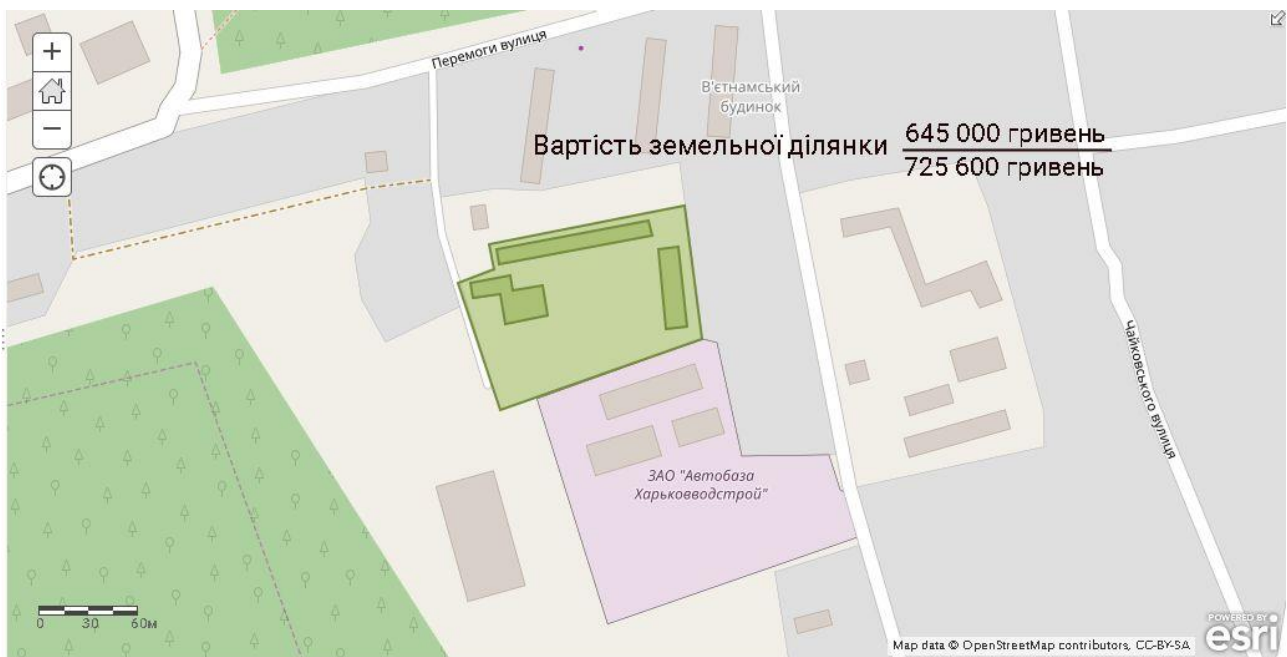 Перемоги вулиця
В'єтнамський
будинок
Вартість земельної ділянки
645 000 гривень
725 600 гривень
Чайковського вулиця
ЗАО "Автобаза
Харьковводстрой"
0 30 60м
POWERED BY
esri
Map data © OpenStreetMap contributors, CC-BY-SA